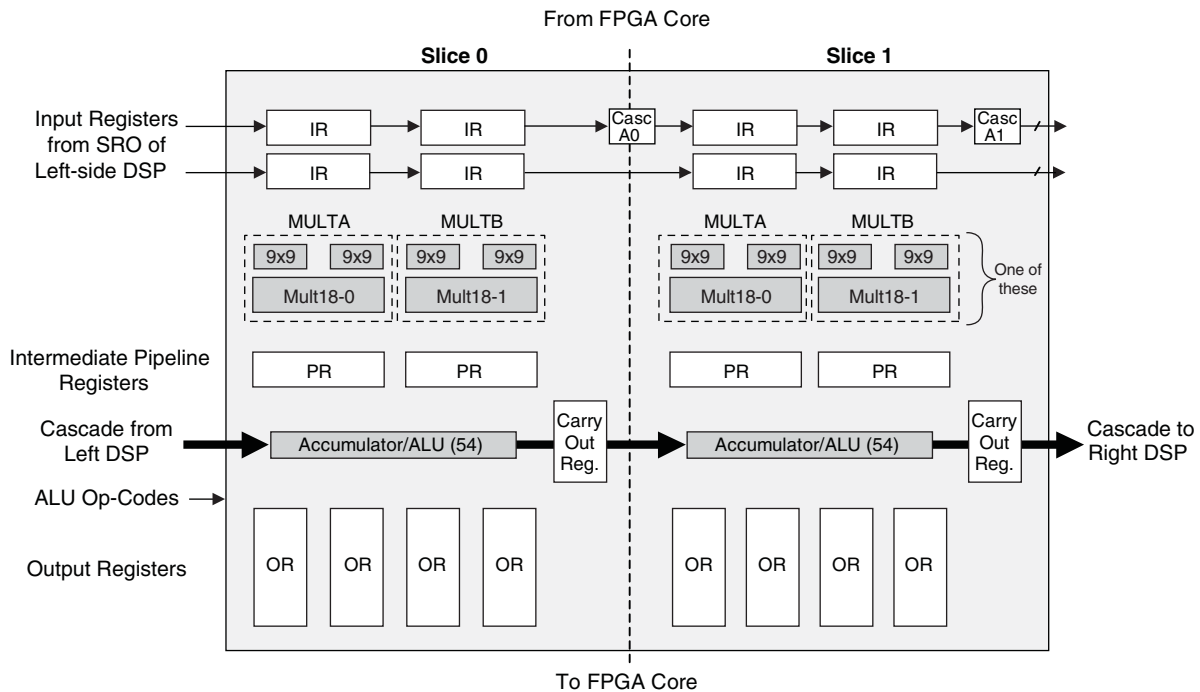 From FPGA Core
Slice 0
Slice 1
Input Registers
from SRO of
Left-side DSP
IR
IR
Casc
A0
IR
IR
Casc
A1
IR
IR
IR
IR
MULTA
MULTB
MULTA
MULTB
9x9
9x9
9x9
9x9
9x9
9x9
9x9
9x9
Mult18-0
Mult18-1
Mult18-0
Mult18-1
One of
these
Intermediate Pipeline
Registers
PR
PR
PR
PR
Cascade from
Left DSP
Accumulator/ALU (54)
Carry
Out
Reg.
Accumulator/ALU (54)
Carry
Out
Reg.
Cascade to
Right DSP
ALU Op-Codes
Output Registers
OR
OR
OR
OR
OR
OR
OR
OR
To FPGA Core